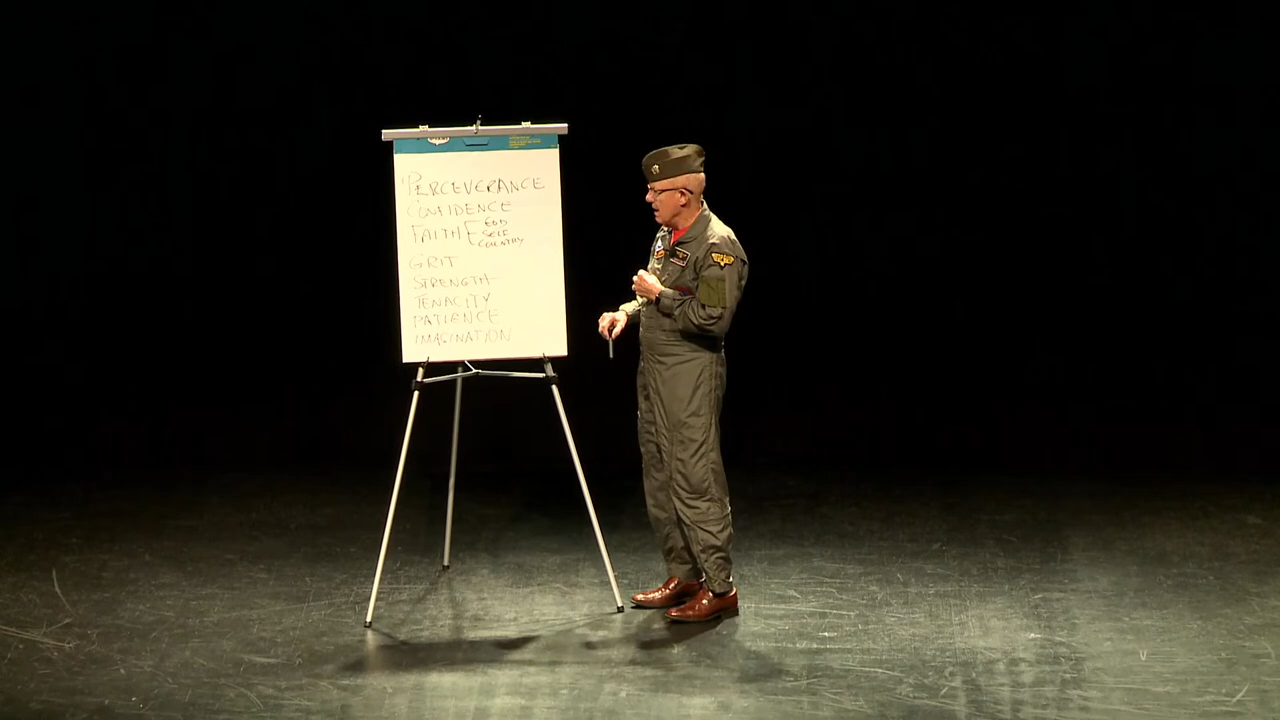 PERCEVERANCE
CONFIDENCE
FAITH GOD
SELF
COUNTRY
GRIT
STRENGTH
TENACITY
PATIENCE
IMAGINATION